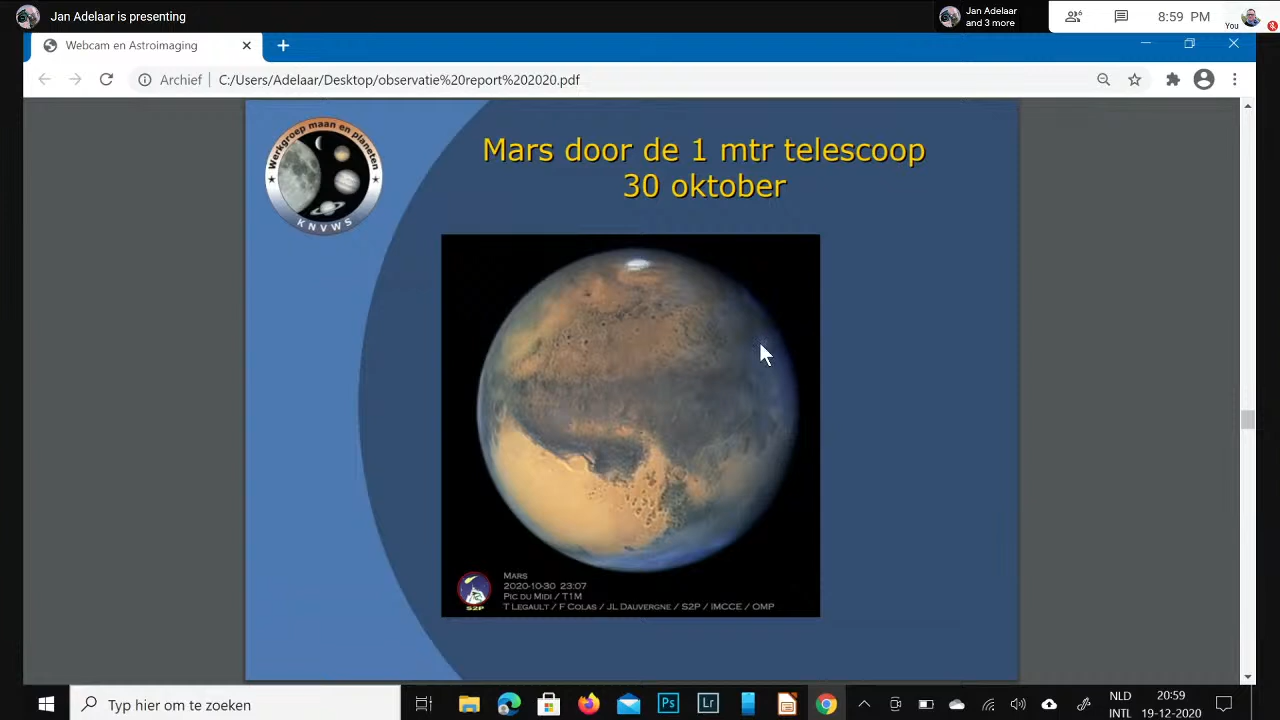 Jan Adelaar is presenting
Jan Adelaar
and 3 more
6
8:59 PM
You
Webcam en Astroimaging
Archief
C:/Users/Adelaar/Desktop/observatie%20report%202020.pdf
Werkgroep maan en planeten
KNVWS
Mars door de 1 mtr telescoop
30 oktober
Mars
2020-10-30 23:07
Pic du Midi / T1M
T Legault / F Colas / JL Dauvergne / S2P / IMCCE / OMP
S2P
Typ hier om te zoeken
Ps
Lr
NLD
INTL
20:59
19-12-2020